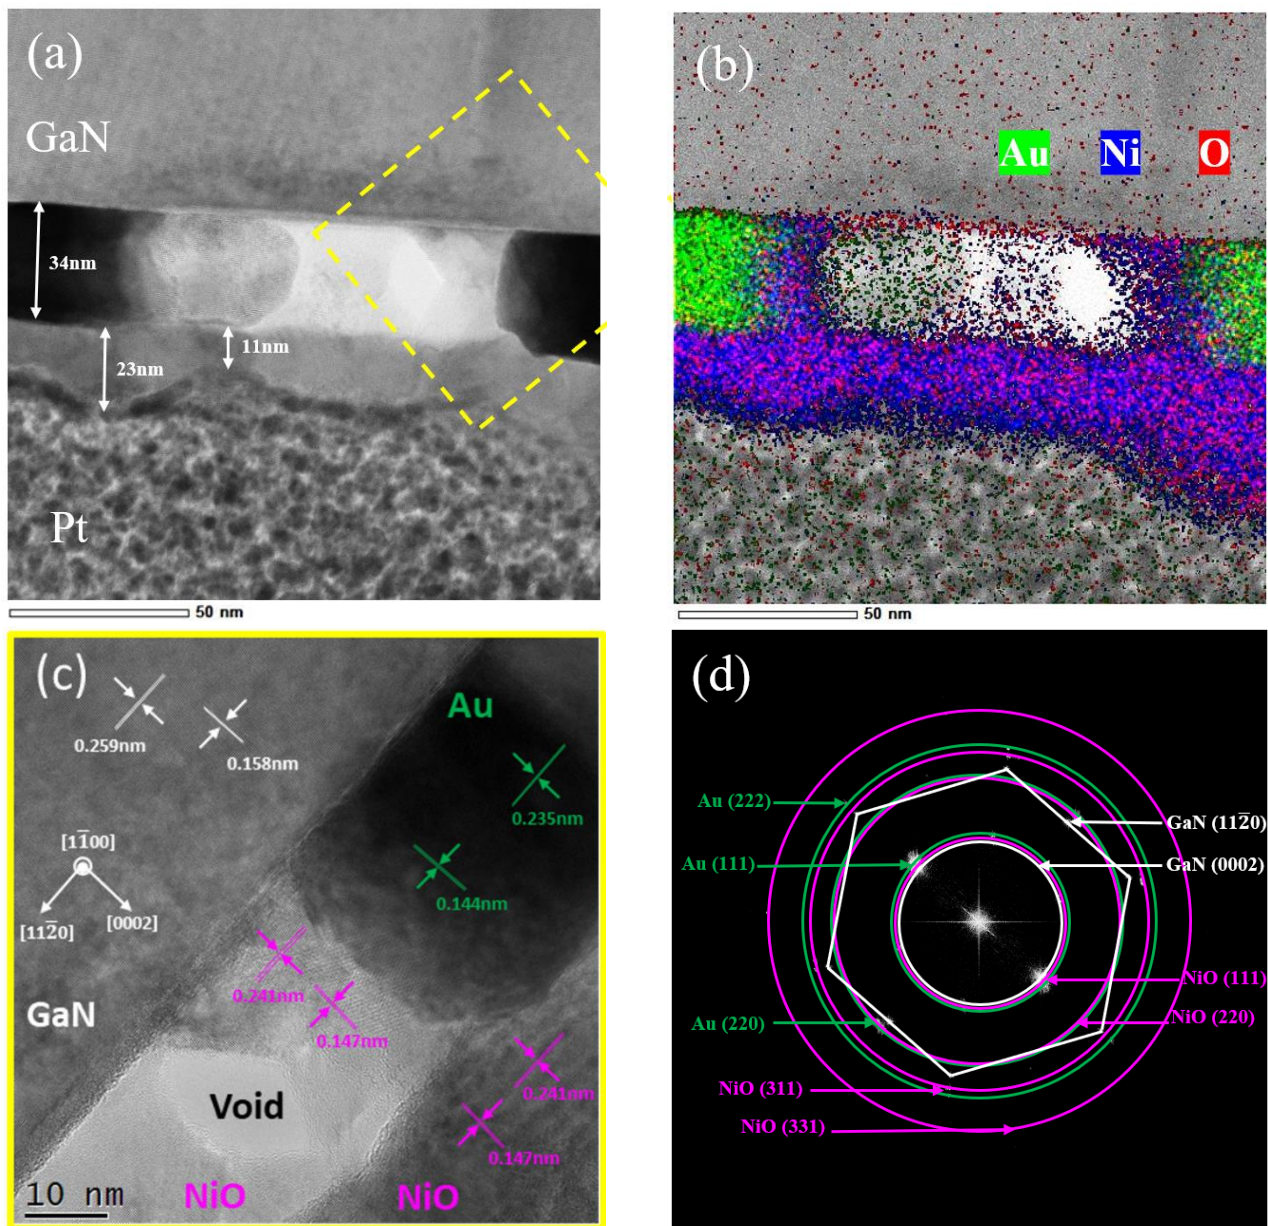 (a)
GaN
34nm
11nm
23nm
Pt
50 nm
(b)
Au
Ni
O
50 nm
(c)
Au
0.259nm
0.158nm
0.235nm
0.144nm
[11̅00]
[112̅0]
[0002]
GaN
0.241nm
0.147nm
Void
0.241nm
0.147nm
NiO
NiO
10 nm
(d)
Au (222)
GaN (112̅0)
Au (111)
GaN (0002)
NiO (111)
Au (220)
NiO (220)
NiO (311)
NiO (331)